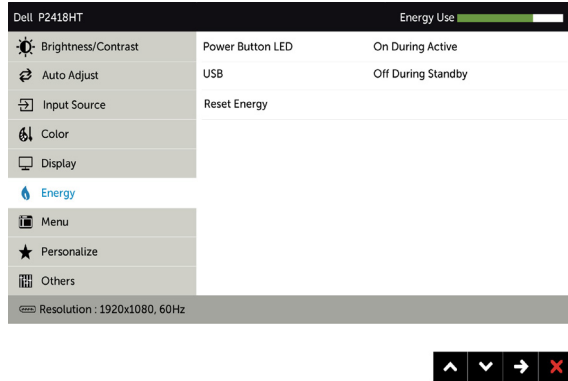 Dell P2418HT Energy Use
Brightness/Contrast Power Button LED On During Active
Auto Adjust USB Off During Standby
Input Source Reset Energy
Color
Display
Energy
Menu
Personalize
Others
Resolution : 1920x1080, 60Hz